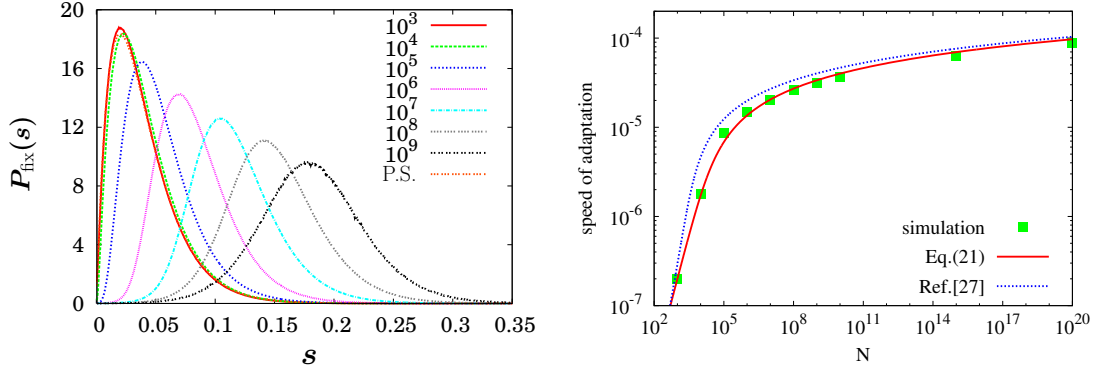 20
16
12
8
4
0
P_fix(s)
10^3
10^4
10^5
10^6
10^7
10^8
10^9
P.S.
0 0.05 0.1 0.15 0.2 0.25 0.3 0.35
s
10^-4
10^-5
10^-6
10^-7
speed of adaptation
simulation
Eq.(21)
Ref.[27]
10^2 10^5 10^8 10^11 10^14 10^17 10^20
N